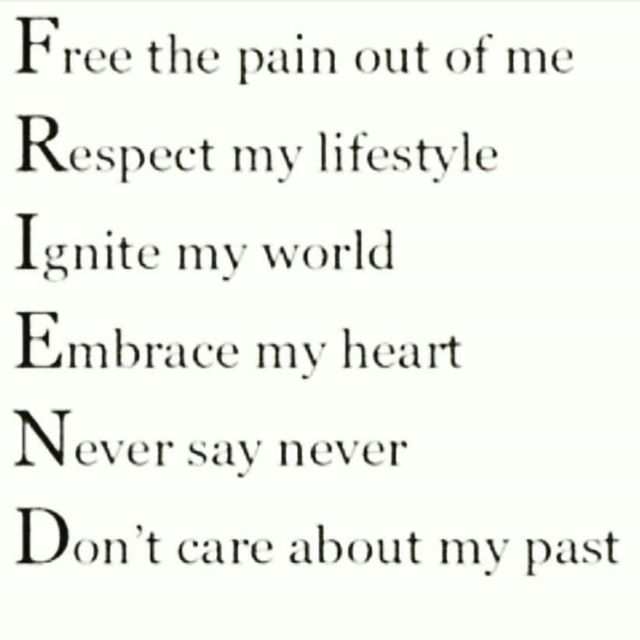 Free the pain out of me
Respect my lifestyle
Ignite my world
Embrace my heart
Never say never
Don't care about my past